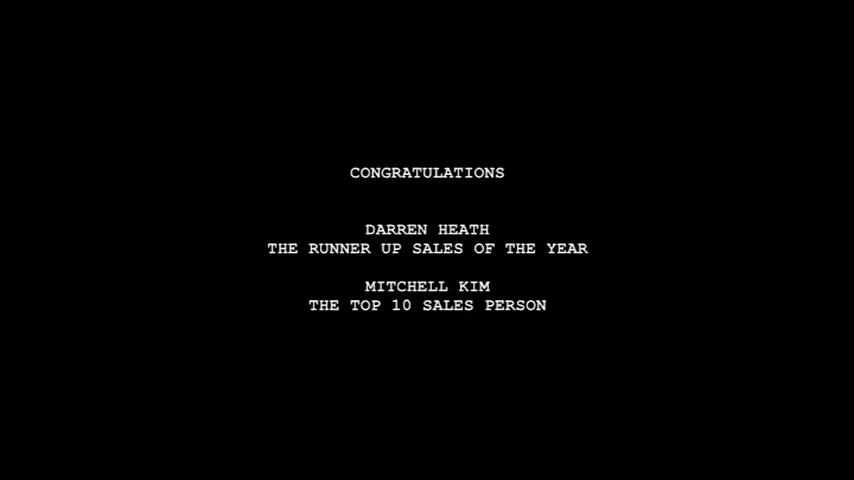 CONGRATULATIONS
DARREN HEATH
THE RUNNER UP SALES OF THE YEAR
MITCHELL KIM
THE TOP 10 SALES PERSON